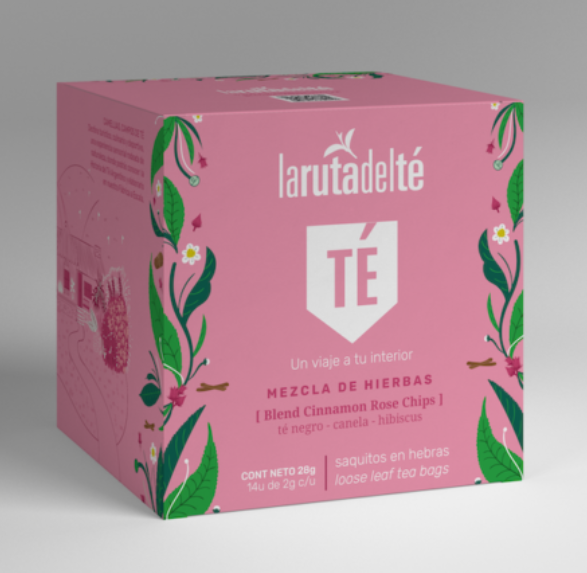 larutadelté
larutadelté
TÉ
Un viaje a tu interior
MEZCLA DE HIERBAS
[ Blend Cinnamon Rose Chips ]
té negro - canela - hibiscus
CONT NETO 28g
14u de 2g c/u
saquitos en hebras
loose leaf tea bags